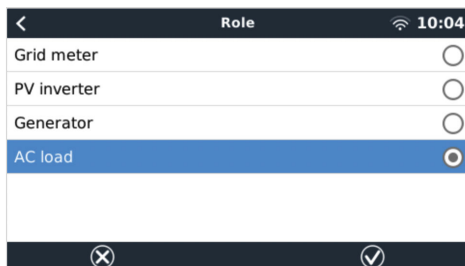 Role
10:04
Grid meter
PV inverter
Generator
AC load